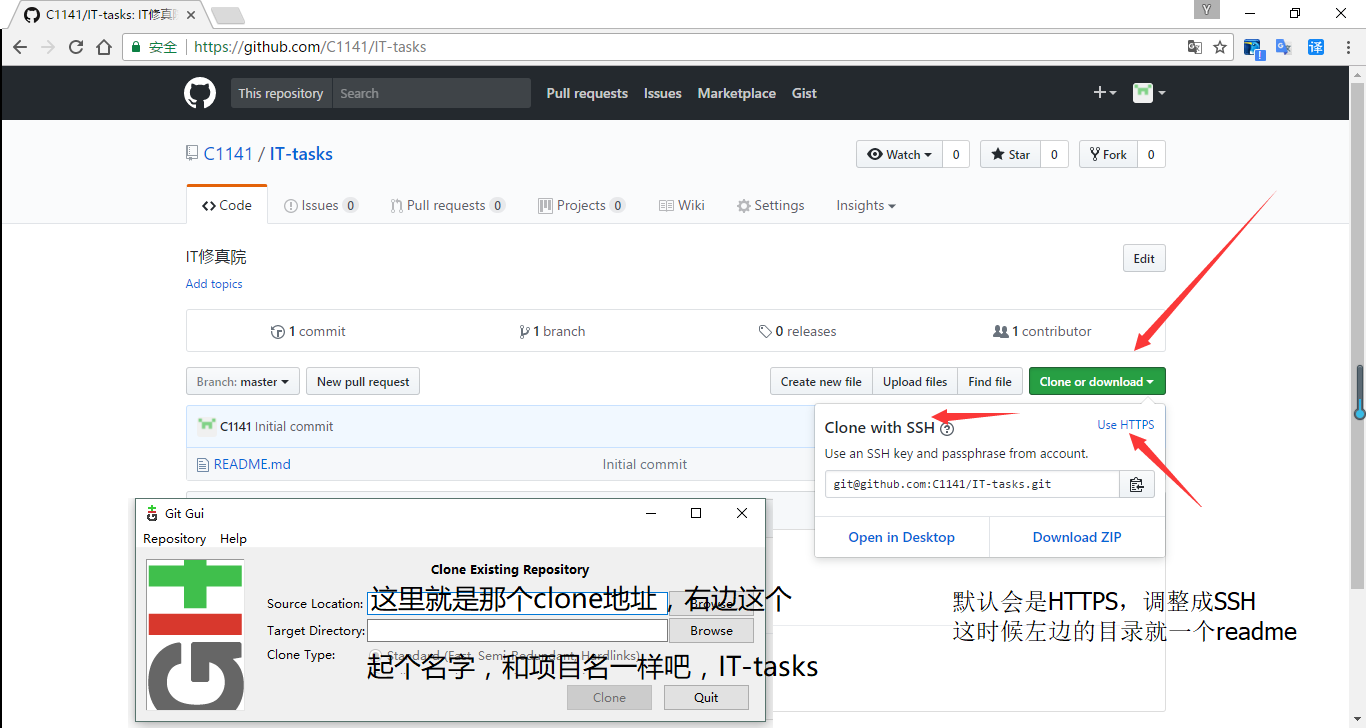 C1141/IT-tasks: IT修真
Y
安全
https://github.com/C1141/IT-tasks
译
This repository
Search
Pull requests
Issues
Marketplace
Gist
C1141 / IT-tasks
Watch 0
Star 0
Fork 0
Code
Issues 0
Pull requests 0
Projects 0
Wiki
Settings
Insights
IT修真院
Edit
Add topics
1 commit
1 branch
0 releases
1 contributor
Branch: master
New pull request
Create new file
Upload files
Find file
Clone or download
C1141 Initial commit
Clone with SSH ?
Use HTTPS
Use an SSH key and passphrase from account.
README.md
Initial commit
git@github.com:C1141/IT-tasks.git
Open in Desktop
Download ZIP
Git Gui
Repository
Help
Clone Existing Repository
Source Location:
这里就是那个clone地址，右边这个
Browse
Target Directory:
Browse
Clone Type:
Standard (Fast, Semi-Redundant, Hardlinks)
起个名字，和项目名一样吧，IT-tasks
Clone
Quit
默认会是HTTPS，调整成SSH
这时候左边的目录就一个readme